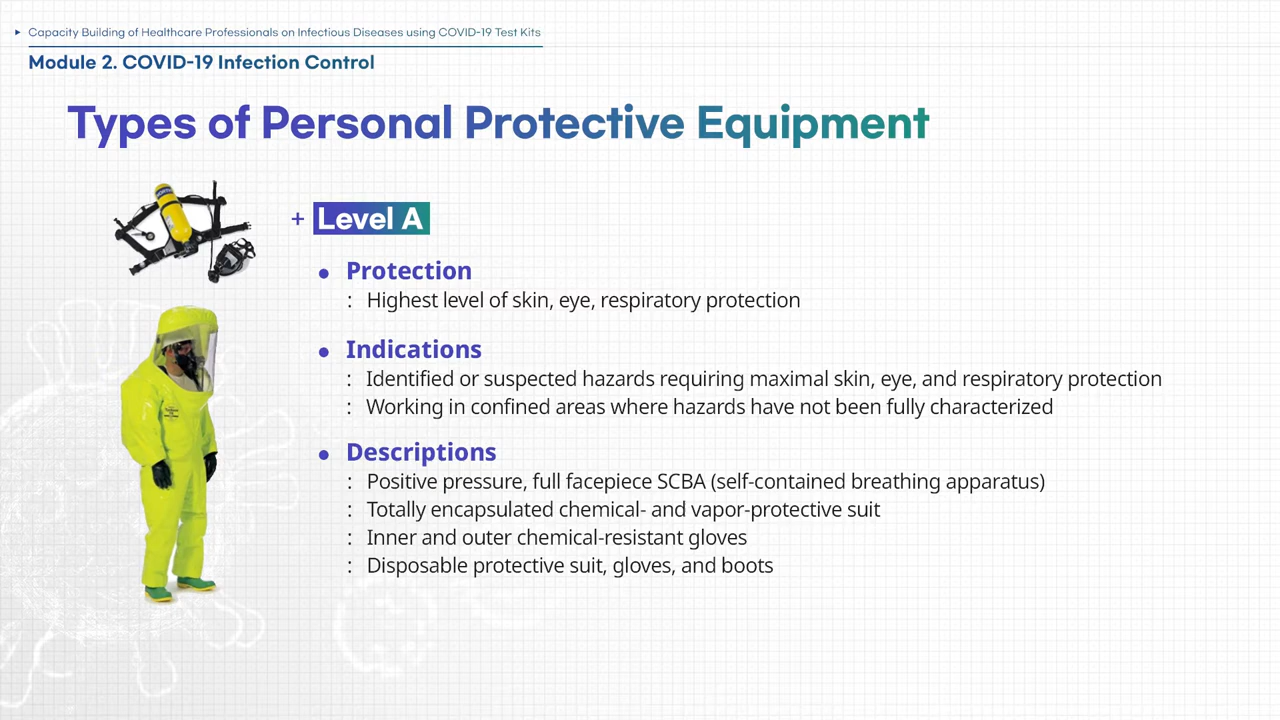 ▸ Capacity Building of Healthcare Professionals on Infectious Diseases using COVID-19 Test Kits
Module 2. COVID-19 Infection Control
Types of Personal Protective Equipment
+ Level A
• Protection
: Highest level of skin, eye, respiratory protection
• Indications
: Identified or suspected hazards requiring maximal skin, eye, and respiratory protection
: Working in confined areas where hazards have not been fully characterized
• Descriptions
: Positive pressure, full facepiece SCBA (self-contained breathing apparatus)
: Totally encapsulated chemical- and vapor-protective suit
: Inner and outer chemical-resistant gloves
: Disposable protective suit, gloves, and boots